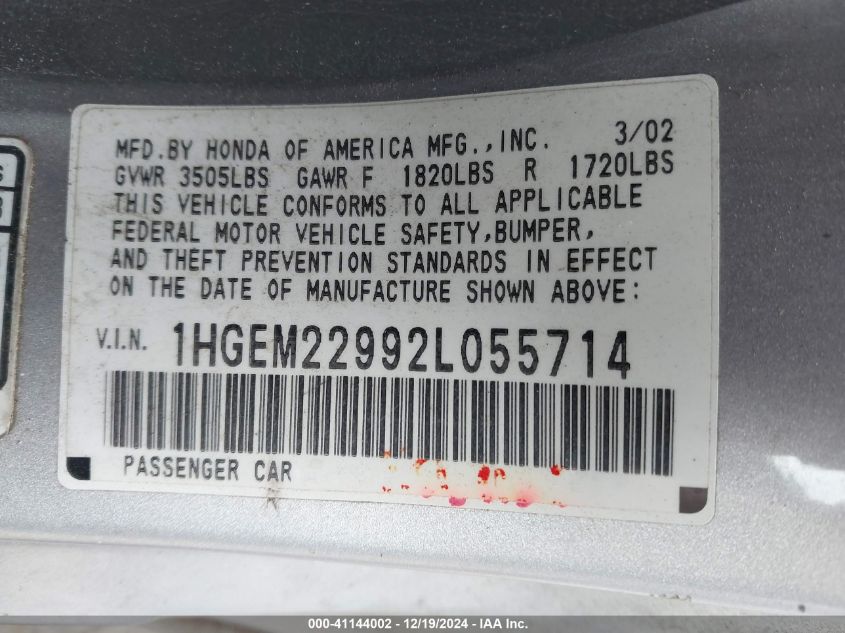 MFD.BY HONDA OF AMERICA MFG.,INC. 3/02
GVWR 3505LBS GAWR F 1820LBS R 1720LBS
THIS VEHICLE CONFORMS TO ALL APPLICABLE
FEDERAL MOTOR VEHICLE SAFETY,BUMPER,
AND THEFT PREVENTION STANDARDS IN EFFECT
ON THE DATE OF MANUFACTURE SHOWN ABOVE:
V.I.N. 1HGEM22992L055714
PASSENGER CAR
000-41144002 - 12/19/2024 - IAA Inc.